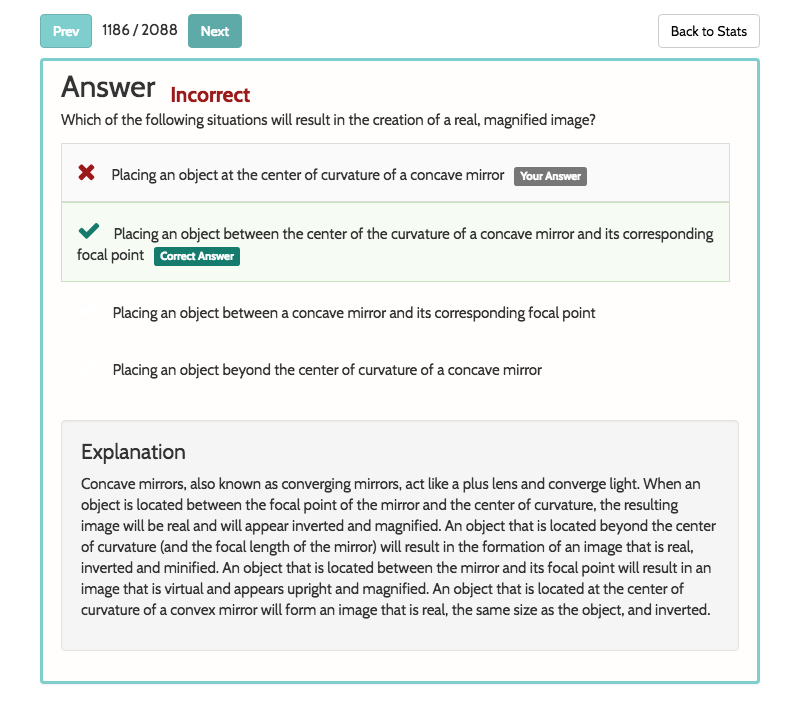 Prev 1186 / 2088 Next Back to Stats
Answer Incorrect
Which of the following situations will result in the creation of a real, magnified image?
Placing an object at the center of curvature of a concave mirror Your Answer
Placing an object between the center of the curvature of a concave mirror and its corresponding
focal point Correct Answer
Placing an object between a concave mirror and its corresponding focal point
Placing an object beyond the center of curvature of a concave mirror
Explanation
Concave mirrors, also known as converging mirrors, act like a plus lens and converge light. When an
object is located between the focal point of the mirror and the center of curvature, the resulting
image will be real and will appear inverted and magnified. An object that is located beyond the center
of curvature (and the focal length of the mirror) will result in the formation of an image that is real,
inverted and minified. An object that is located between the mirror and its focal point will result in an
image that is virtual and appears upright and magnified. An object that is located at the center of
curvature of a convex mirror will form an image that is real, the same size as the object, and inverted.